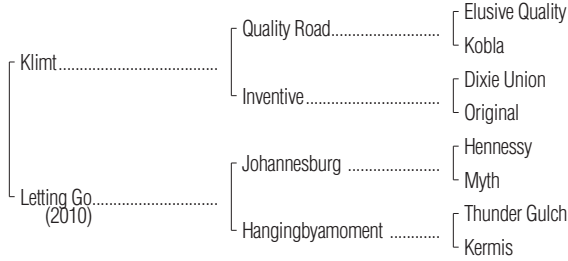 Elusive Quality
Quality Road
Kobla
Klimt
Dixie Union
Inventive
Original
Hennessy
Johannesburg
Myth
Letting Go
(2010)
Thunder Gulch
Hangingbyamoment
Kermis